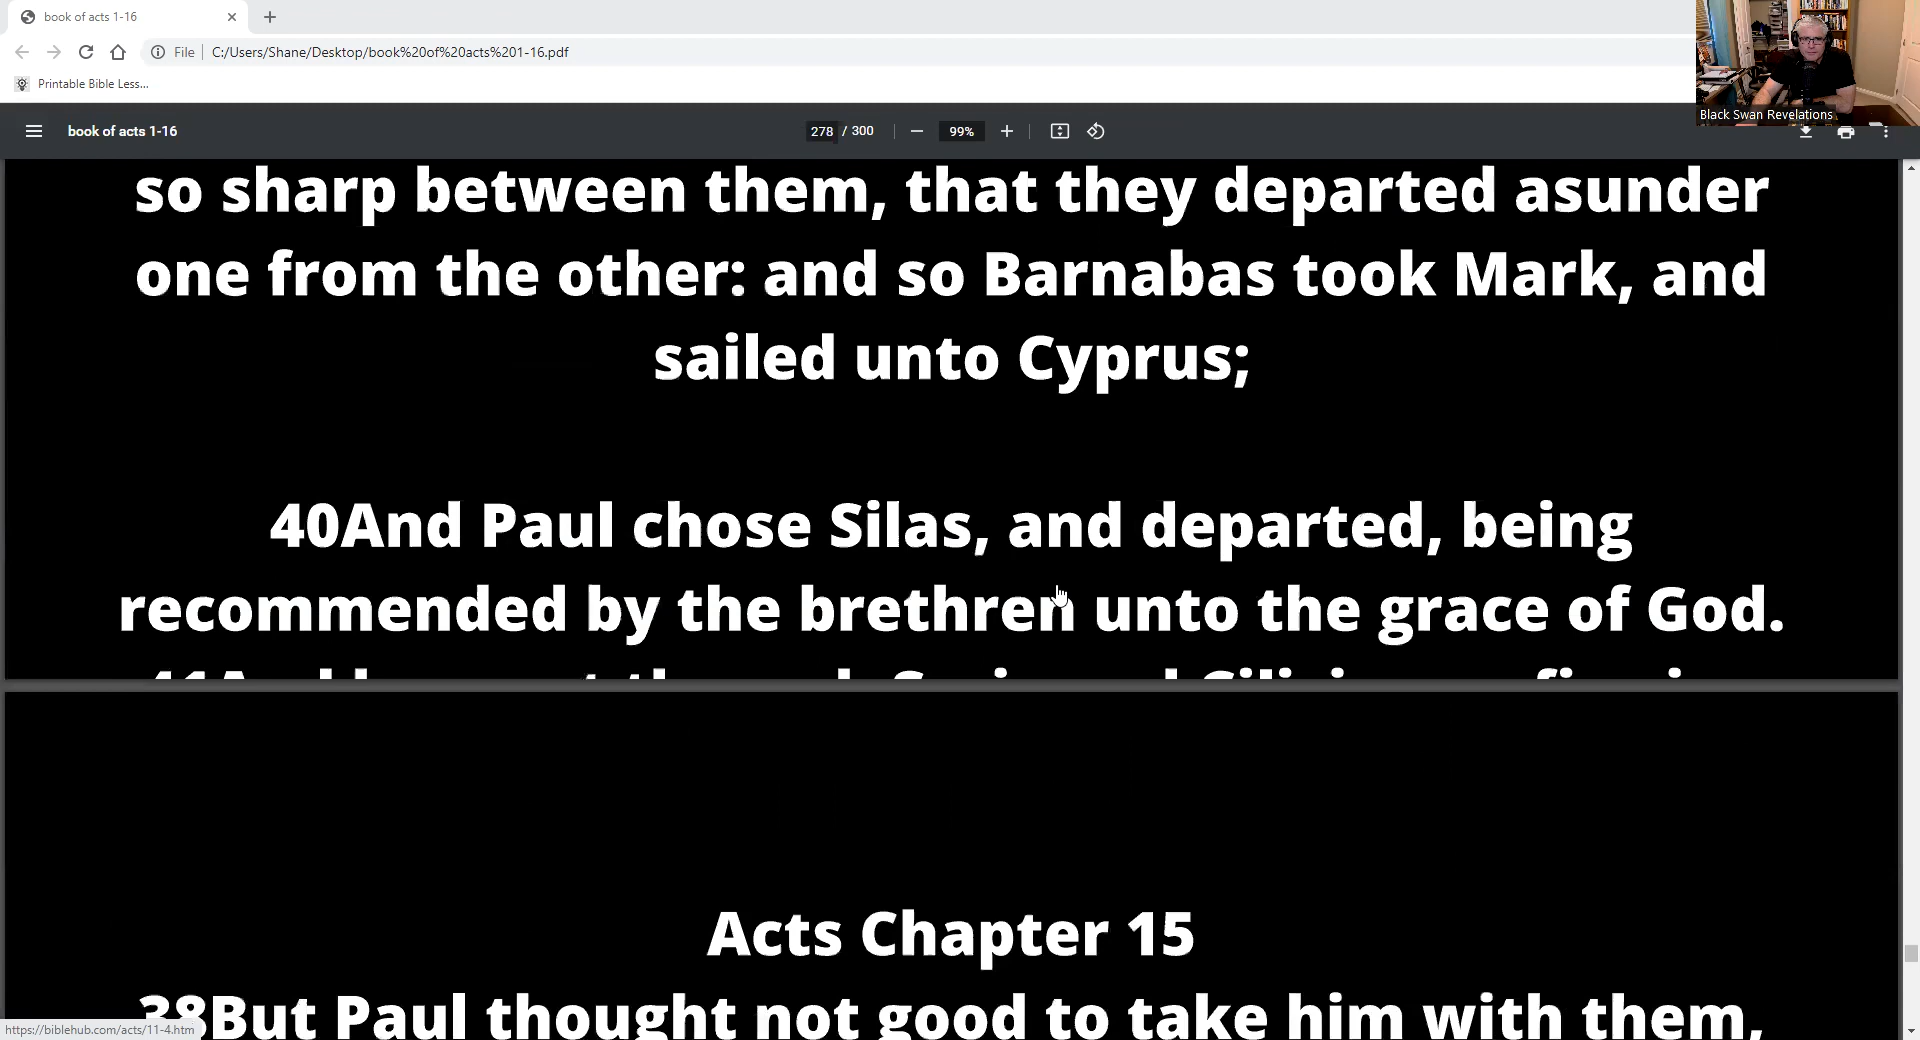 book of acts 1-16
File
C:/Users/Shane/Desktop/book%20of%20acts%201-16.pdf
Printable Bible Less...
Black Swan Revelations
book of acts 1-16
278 / 300
99%
so sharp between them, that they departed asunder
one from the other: and so Barnabas took Mark, and
sailed unto Cyprus;
40And Paul chose Silas, and departed, being
recommended by the brethren unto the grace of God.
Acts Chapter 15
38But Paul thought not good to take him with them,
https://biblehub.com/acts/11-4.htm